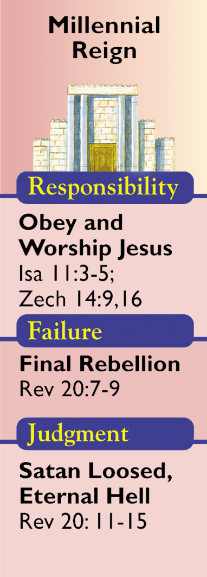 Millennial
Reign
Responsibility
Obey and
Worship Jesus
Isa 11:3-5;
Zech 14:9,16
Failure
Final Rebellion
Rev 20:7-9
Judgment
Satan Loosed,
Eternal Hell
Rev 20: 11-15